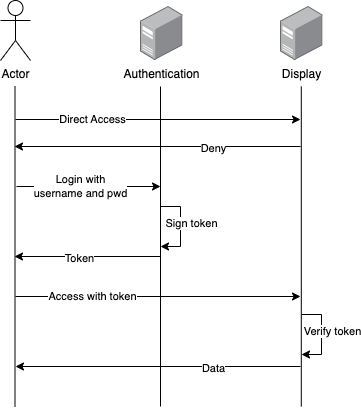 Actor
Authentication
Display
Direct Access
Deny
Login with
username and pwd
Sign token
Token
Access with token
Verify token
Data